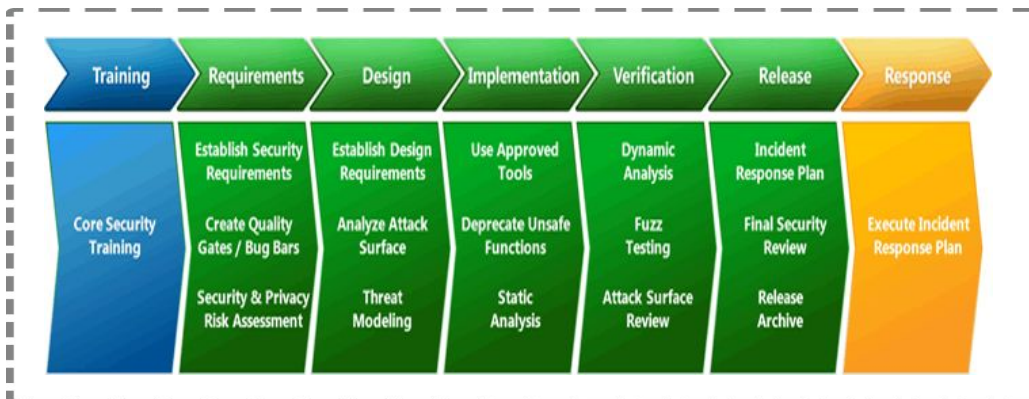 Training
Requirements
Design
Implementation
Verification
Release
Response
Core Security
Training
Establish Security
Requirements
Create Quality
Gates / Bug Bars
Security & Privacy
Risk Assessment
Establish Design
Requirements
Analyze Attack
Surface
Threat
Modeling
Use Approved
Tools
Deprecate Unsafe
Functions
Static
Analysis
Dynamic
Analysis
Fuzz
Testing
Attack Surface
Review
Incident
Response Plan
Final Security
Review
Release
Archive
Execute Incident
Response Plan